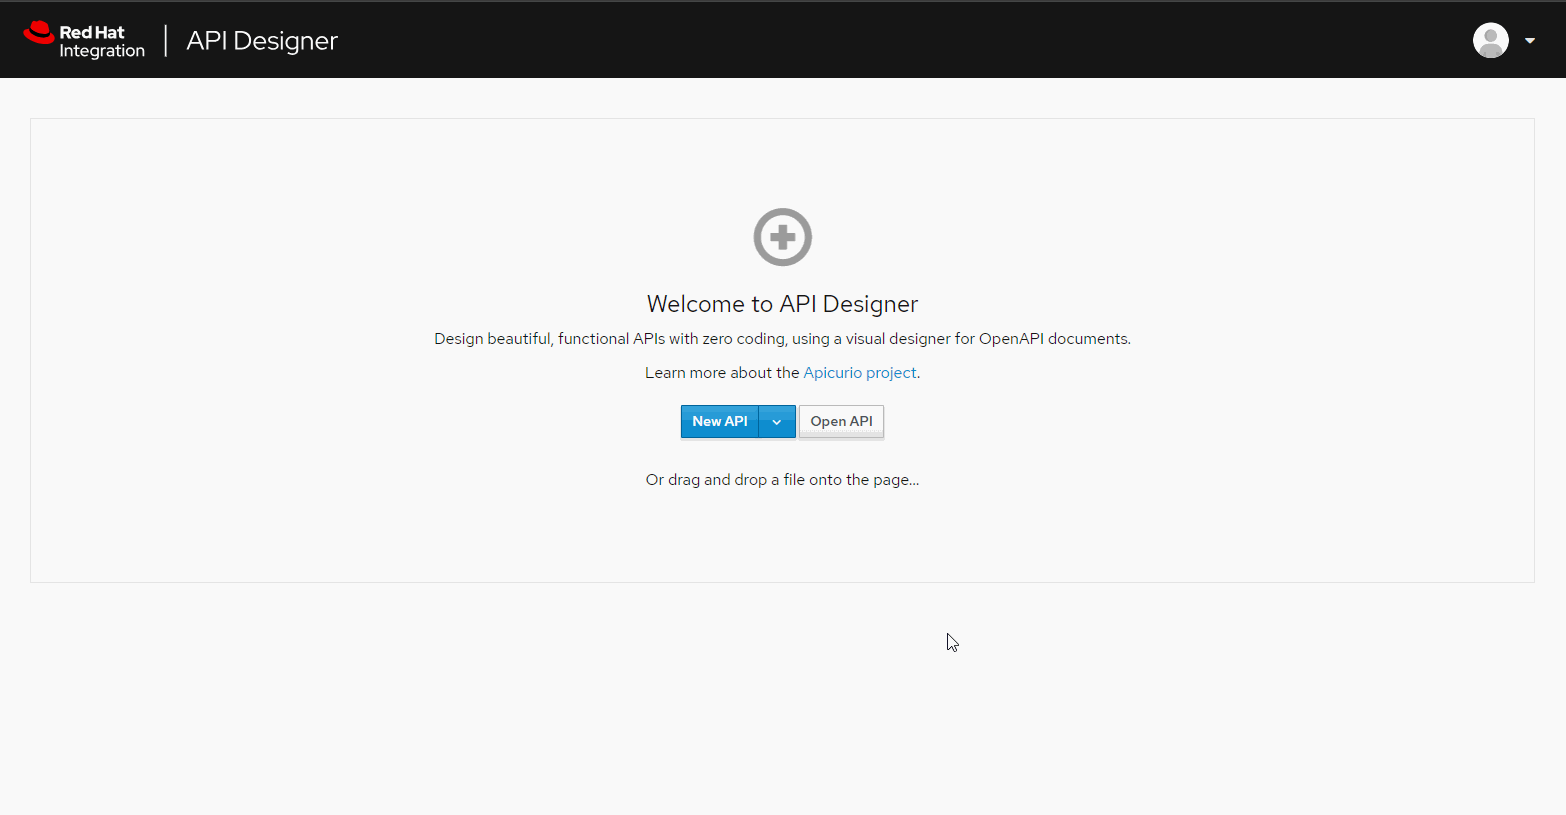 Red Hat
Integration
API Designer
Welcome to API Designer
Design beautiful, functional APIs with zero coding, using a visual designer for OpenAPI documents.
Learn more about the Apicurio project.
New API
Open API
Or drag and drop a file onto the page...